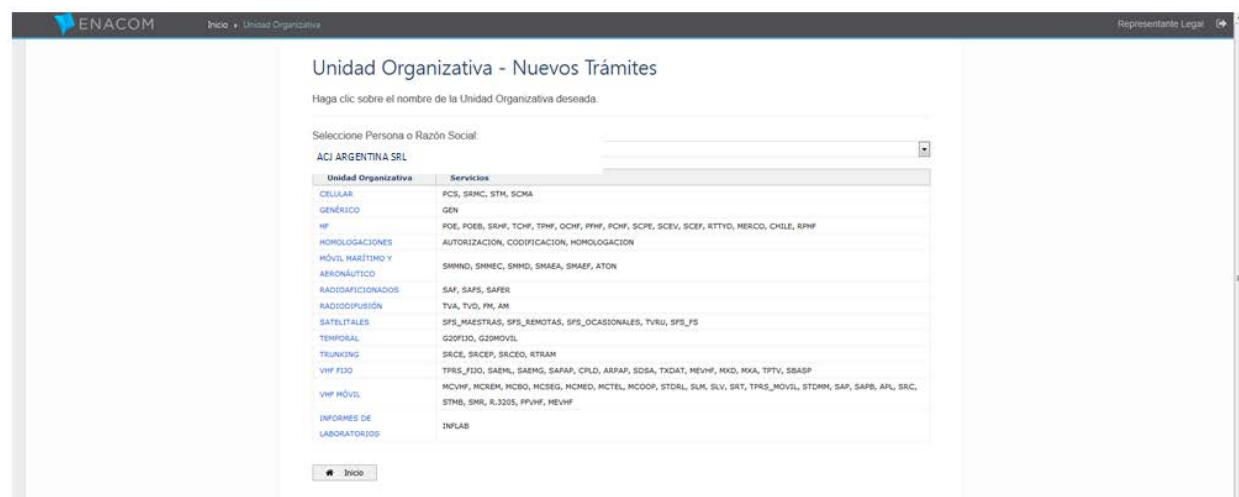 ENACOM Inicio Unidad Organizativa Representante Legal
Unidad Organizativa - Nuevos Trámites
Haga clic sobre el nombre de la Unidad Organizativa deseada.
Seleccione Persona o Razón Social:
ACJ ARGENTINA SRL
Unidad Organizativa Servicios
CELULAR PCS, SRMC, STM, SCMA
GENÉRICO GEN
HF POE, POEB, SRHF, TCHF, TPHF, OCHF, PFHF, PCHF, SCPE, SCEV, SCEF, RTTYD, MERCO, CHILE, RPHF
HOMOLOGACIONES AUTORIZACION, CODIFICACION, HOMOLOGACION
MÓVIL MARÍTIMO Y
AERONÁUTICO SMMND, SMMEC, SMMD, SMAEA, SMAEF, ATON
RADIOAFICIONADOS SAF, SAFS, SAFER
RADIODIFUSIÓN TVA, TVD, FM, AM
SATELITALES SFS_MAESTRAS, SFS_REMOTAS, SFS_OCASIONALES, TVRU, SFS_FS
TEMPORAL G20FIJO, G20MOVIL
TRUNKING SRCE, SRCEP, SRCEO, RTRAM
VHF FIJO TPRS_FIJO, SAEML, SAEMG, SAPAP, CPLD, ARPAP, SDSA, TXDAT, MEVHF, MXD, MXA, TPTV, SBASP
VHF MÓVIL MCVHF, MCREM, MCBO, MCSEG, MCMED, MCTEL, MCOOP, STDRL, SLM, SLV, SRT, TPRS_MOVIL, STDMM, SAP, SAPB, APL, SRC,
STMB, SMR, R.3205, PFVHF, MEVHF
INFORMES DE
LABORATORIOS INFLAB
Inicio